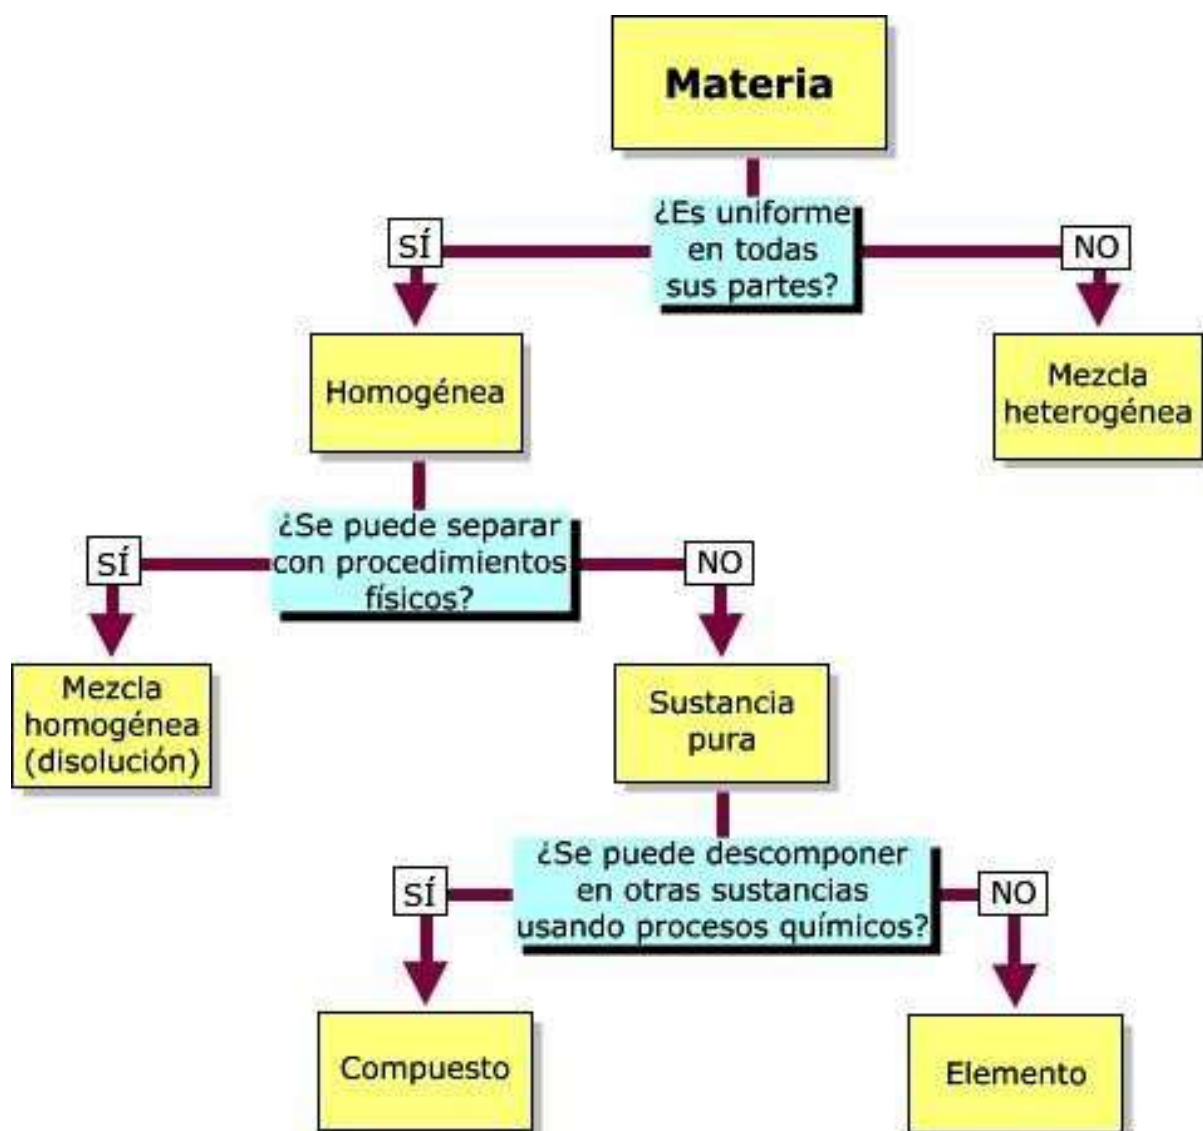 Materia
¿Es uniforme
en todas
sus partes?
SÍ
NO
Homogénea
Mezcla
heterogénea
¿Se puede separar
con procedimientos
físicos?
SÍ
NO
Mezcla
homogénea
(disolución)
Sustancia
pura
¿Se puede descomponer
en otras sustancias
usando procesos químicos?
SÍ
NO
Compuesto
Elemento